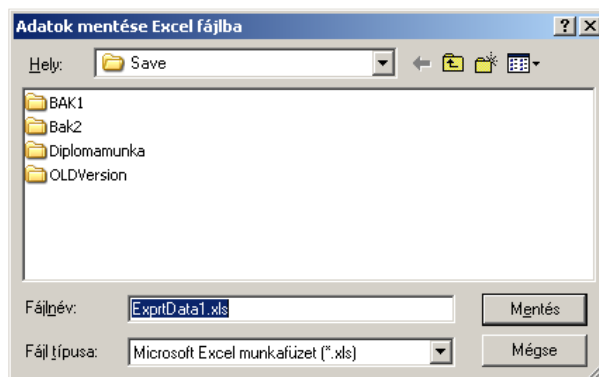 Adatok mentése Excel fájlba
Hely: Save
BAK1
Bak2
Diplomamunka
OLDVersion
Fájlnév: ExprtData1.xls Mentés
Fájl típusa: Microsoft Excel munkafüzet (*.xls) Mégse